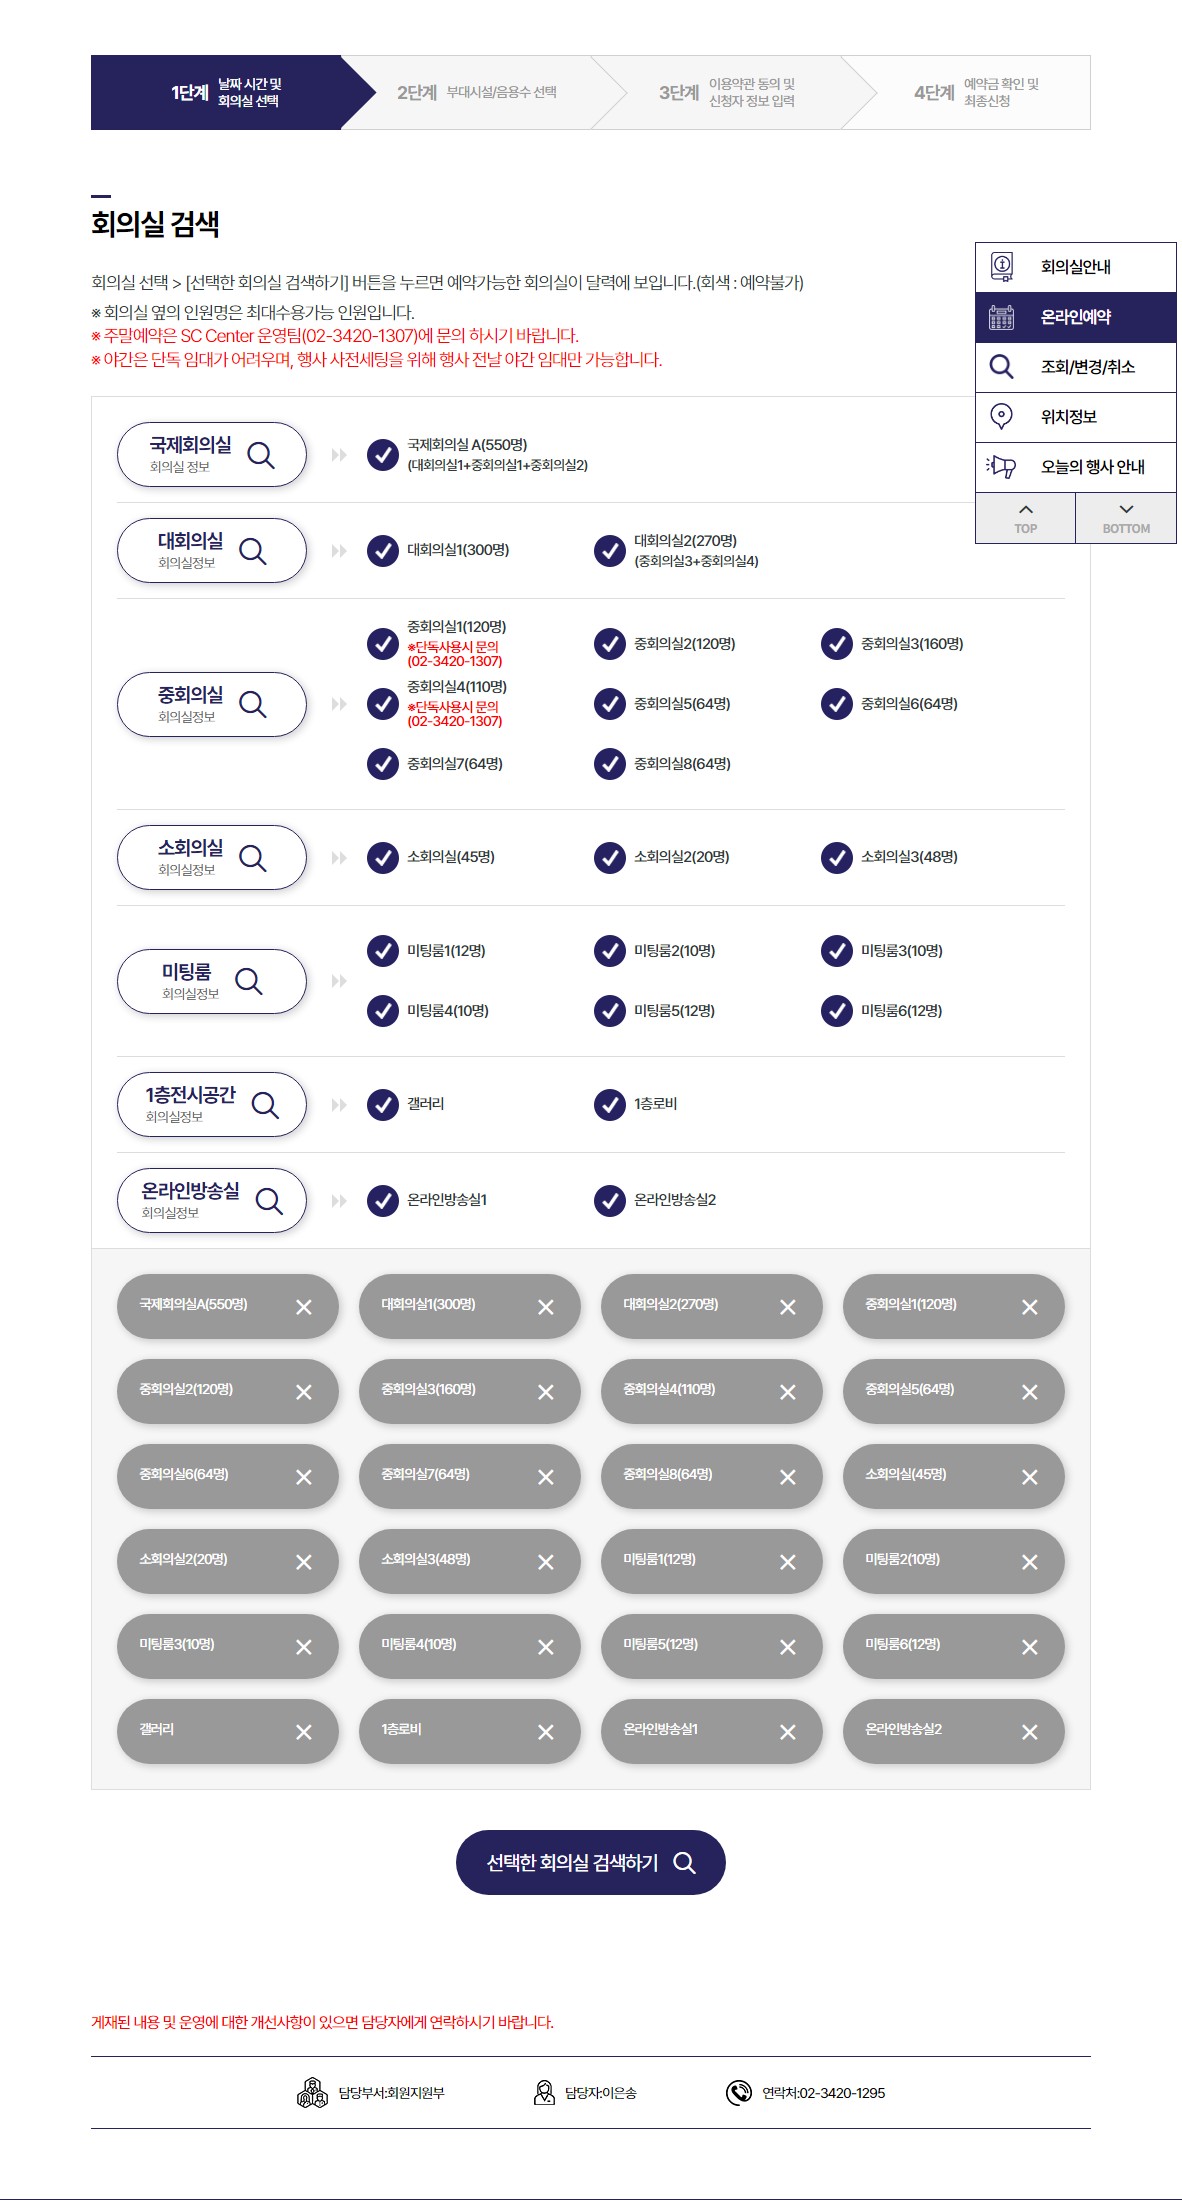 1단계 날짜 시간 및
회의실 선택
2단계 부대시설/음용수 선택
3단계 이용약관 동의 및
신청자 정보 입력
4단계 예약금 확인 및
최종신청
회의실 검색
회의실 선택 > [선택한 회의실 검색하기] 버튼을 누르면 예약가능한 회의실이 달력에 보입니다.(회색 : 예약불가)
※ 회의실 옆의 인원명은 최대수용가능 인원입니다.
※ 주말예약은 SC Center 운영팀(02-3420-1307)에 문의 하시기 바랍니다.
※ 야간은 단독 임대가 어려우며, 행사 사전세팅을 위해 행사 전날 야간 임대만 가능합니다.
회의실안내
온라인예약
조회/변경/취소
위치정보
오늘의 행사 안내
TOP
BOTTOM
국제회의실
회의실 정보
국제회의실 A(550명)
(대회의실1+중회의실1+중회의실2)
대회의실
회의실정보
대회의실1(300명)
대회의실2(270명)
(중회의실3+중회의실4)
중회의실
회의실정보
중회의실1(120명)
※단독사용시 문의
(02-3420-1307)
중회의실2(120명)
중회의실3(160명)
중회의실4(110명)
※단독사용시 문의
(02-3420-1307)
중회의실5(64명)
중회의실6(64명)
중회의실7(64명)
중회의실8(64명)
소회의실
회의실정보
소회의실(45명)
소회의실2(20명)
소회의실3(48명)
미팅룸
회의실정보
미팅룸1(12명)
미팅룸2(10명)
미팅룸3(10명)
미팅룸4(10명)
미팅룸5(12명)
미팅룸6(12명)
1층전시공간
회의실정보
갤러리
1층로비
온라인방송실
회의실정보
온라인방송실1
온라인방송실2
국제회의실A(550명)
대회의실1(300명)
대회의실2(270명)
중회의실1(120명)
중회의실2(120명)
중회의실3(160명)
중회의실4(110명)
중회의실5(64명)
중회의실6(64명)
중회의실7(64명)
중회의실8(64명)
소회의실(45명)
소회의실2(20명)
소회의실3(48명)
미팅룸1(12명)
미팅룸2(10명)
미팅룸3(10명)
미팅룸4(10명)
미팅룸5(12명)
미팅룸6(12명)
갤러리
1층로비
온라인방송실1
온라인방송실2
선택한 회의실 검색하기
게재된 내용 및 운영에 대한 개선사항이 있으면 담당자에게 연락하시기 바랍니다.
담당부서:회원지원부
담당자:이은송
연락처:02-3420-1295